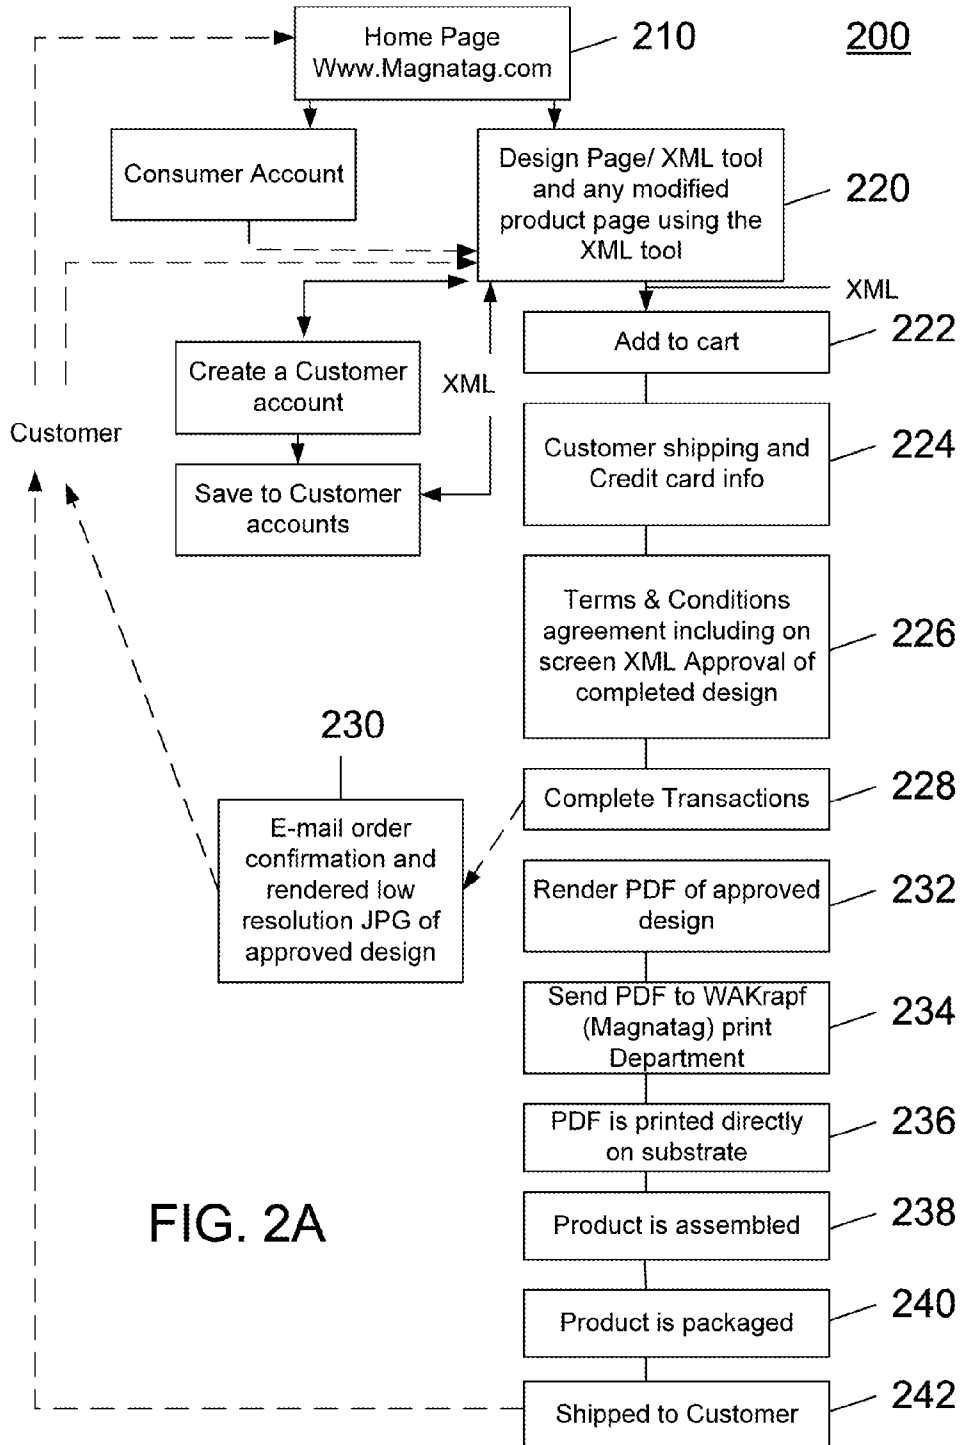 Home Page
Www.Magnatag.com
210
200
Consumer Account
Design Page/ XML tool
and any modified
product page using the
XML tool
220
XML
Add to cart
222
Create a Customer
account
XML
Customer
Save to Customer
accounts
Customer shipping and
Credit card info
224
Terms & Conditions
agreement including on
screen XML Approval of
completed design
226
230
Complete Transactions
228
E-mail order
confirmation and
rendered low
resolution JPG of
approved design
Render PDF of approved
design
232
Send PDF to WAKrapf
(Magnatag) print
Department
234
PDF is printed directly
on substrate
236
FIG. 2A
Product is assembled
238
Product is packaged
240
Shipped to Customer
242